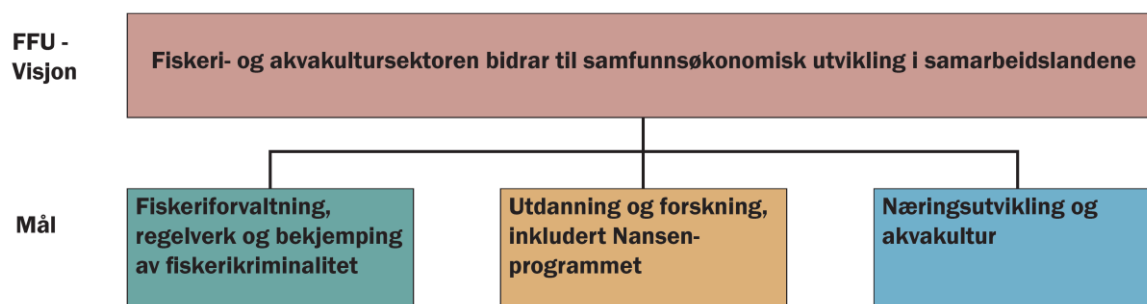 FFU -
Visjon
Fiskeri- og akvakultursektoren bidrar til samfunnsøkonomisk utvikling i samarbeidslandene
Mål
Fiskeriforvaltning,
regelverk og bekjemping
av fiskerikriminalitet
Utdanning og forskning,
inkludert Nansen-
programmet
Næringsutvikling og
akvakultur